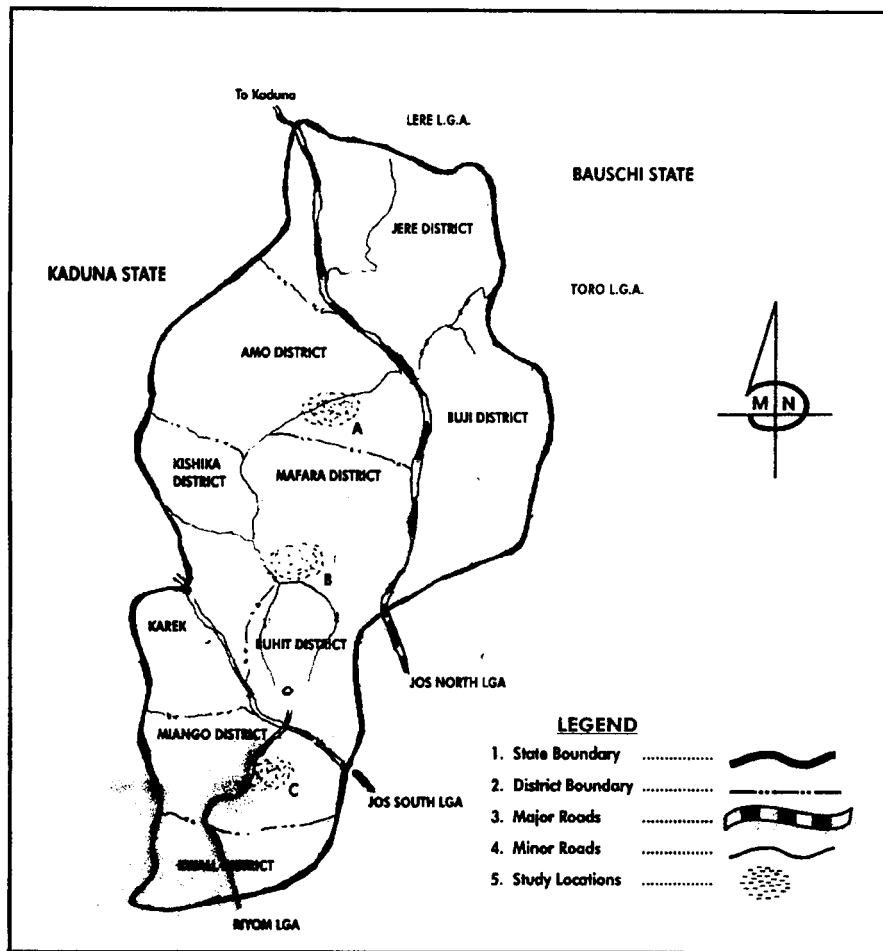 To Kaduna
LERE L.G.A.
BAUSCHI STATE
JERE DISTRICT
KADUNA STATE
TORO L.G.A.
AMO DISTRICT
M N
A
BUJI DISTRICT
KISHIKA
DISTRICT
MAFARA DISTRICT
B
KAREK
DISTRICT
JOS NORTH LGA
MIANGO DISTRICT
C
JOS SOUTH LGA
DISTRICT
RIYOM LGA
LEGEND
1. State Boundary ............
2. District Boundary ............
3. Major Roads ............
4. Minor Roads ............
5. Study Locations ............